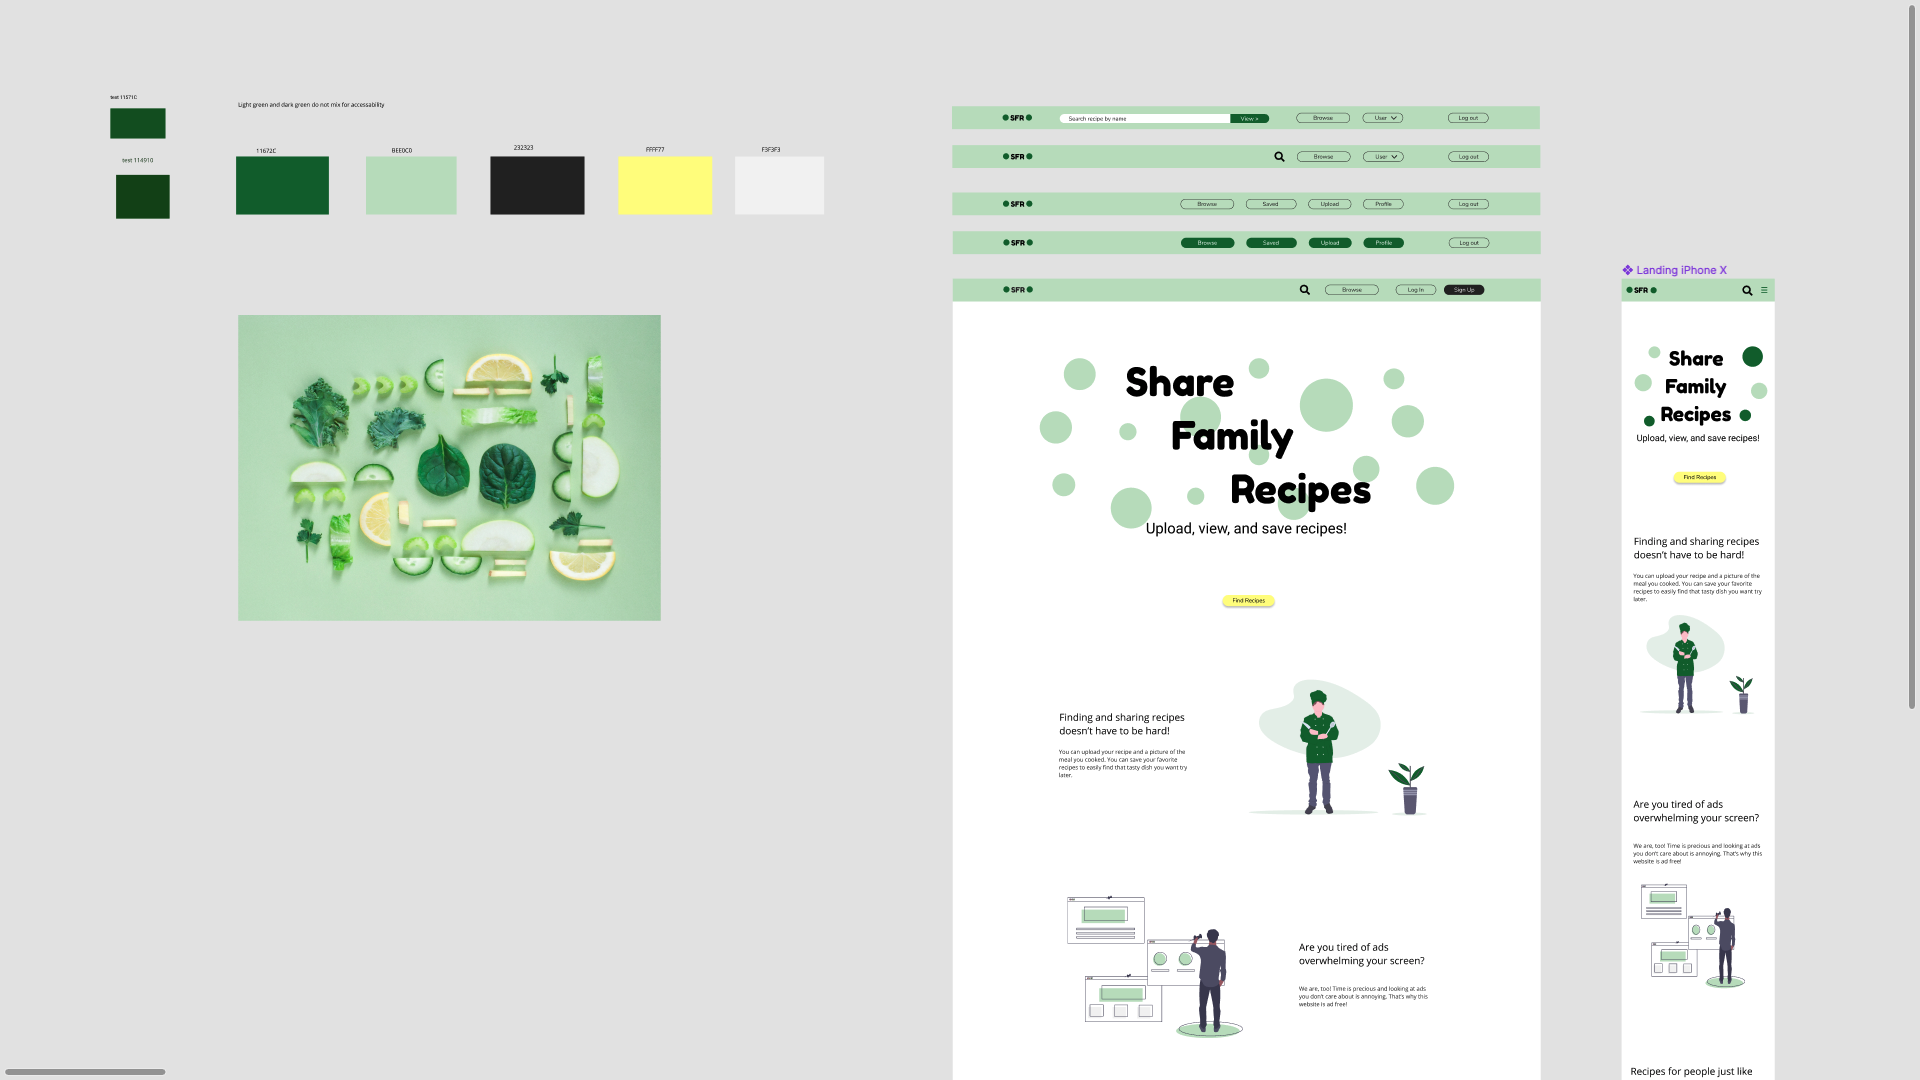 test 11571C
Light green and dark green do not mix for accessability
test 114910
11672C
BEE0CD
232323
FFFF77
F3F3F3
SFR
Search recipe by name
View >
Browse
User
Log out
SFR
Browse
User
Log out
SFR
Browse
Saved
Upload
Profile
Log out
SFR
Browse
Saved
Upload
Profile
Log out
SFR
Browse
Log In
Sign Up
Share
Family
Recipes
Upload, view, and save recipes!
Find Recipes
Finding and sharing recipes
doesn't have to be hard!
You can upload your recipe and a picture of the
meal you cooked. You can save your favorite
recipes to easily find that tasty dish you want try
later.
Are you tired of ads
overwhelming your screen?
We are, too! Time is precious and looking at ads
you don't care about is annoying. That's why this
website is ad free!
Landing iPhone X
SFR
Share
Family
Recipes
Upload, view, and save recipes!
Find Recipes
Finding and sharing recipes
doesn't have to be hard!
You can upload your recipe and a picture of the
meal you cooked. You can save your favorite
recipes to easily find that tasty dish you want try
later.
Are you tired of ads
overwhelming your screen?
We are, too! Time is precious and looking at ads
you don't care about is annoying. That's why this
website is ad free!
Recipes for people just like